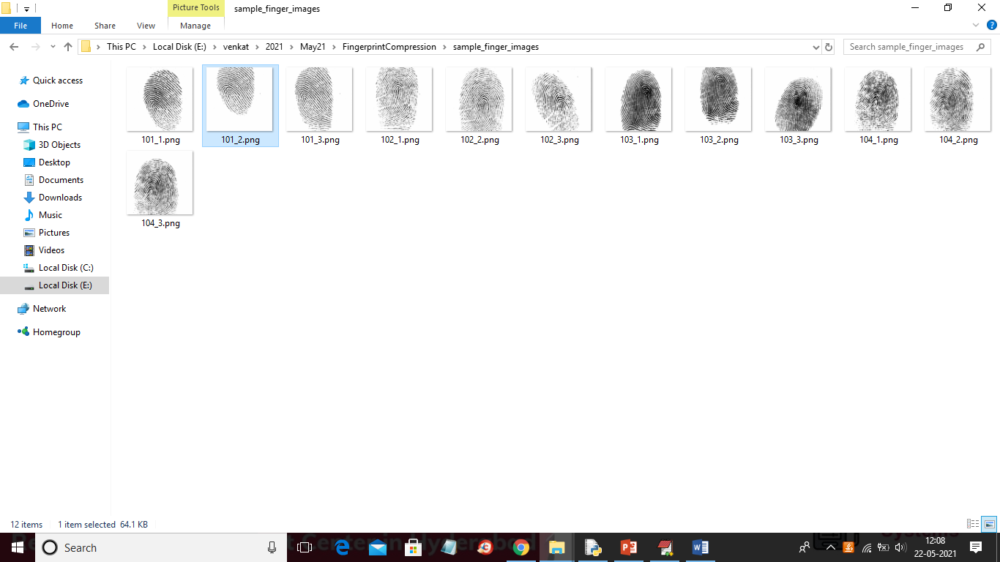 Picture Tools
sample_finger_images
File
Home
Share
View
Manage
This PC
Local Disk (E:)
venkat
2021
May21
FingerprintCompression
sample_finger_images
Search sample_finger_images
Quick access
OneDrive
This PC
3D Objects
Desktop
Documents
Downloads
Music
Pictures
Videos
Local Disk (C:)
Local Disk (E:)
Network
Homegroup
101_1.png
101_2.png
101_3.png
102_1.png
102_2.png
102_3.png
103_1.png
103_2.png
103_3.png
104_1.png
104_2.png
104_3.png
12 items
1 item selected 64.1 KB
Search
12:08
22-05-2021